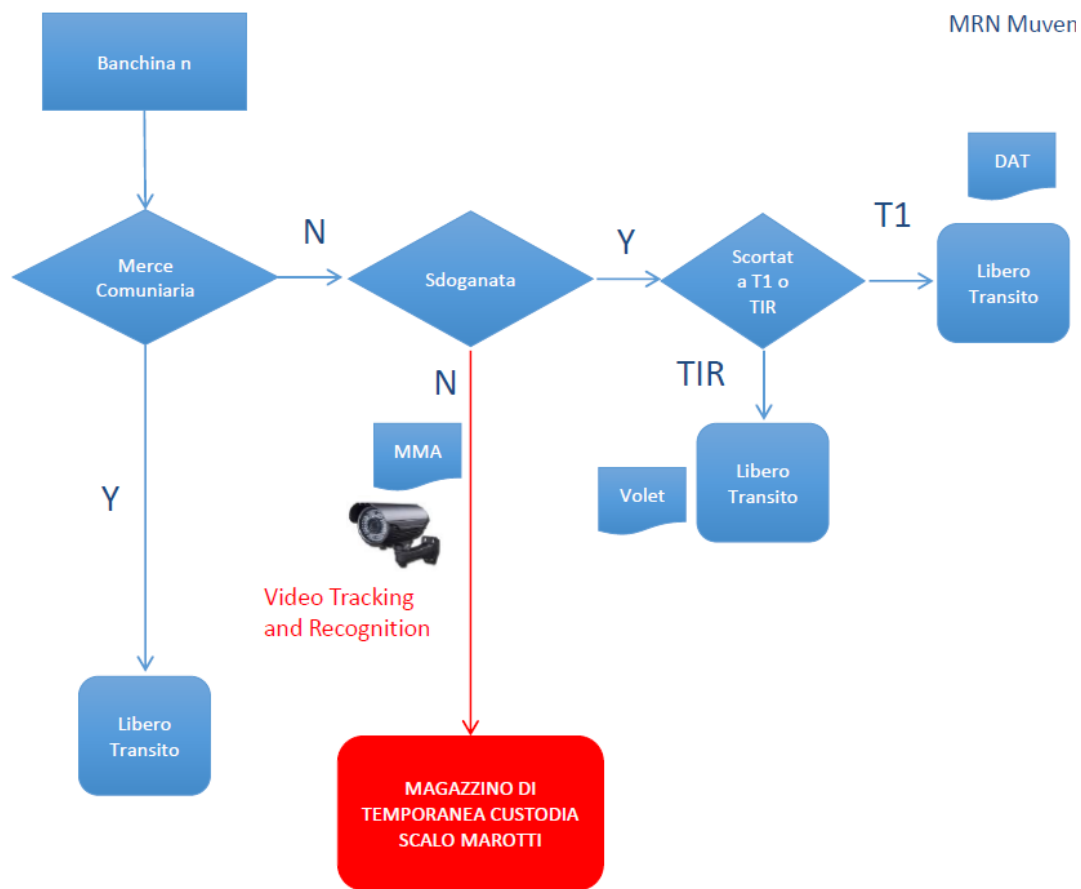 MRN Muvem
Banchina n
DAT
T1
N
Y
Merce
Comuniaria
Sdoganata
Scortat
a T1 o
TIR
Libero
Transito
N
TIR
MMA
Libero
Transito
Volet
Y
Video Tracking
and Recognition
Libero
Transito
MAGAZZINO DI
TEMPORANEA CUSTODIA
SCALO MAROTTI